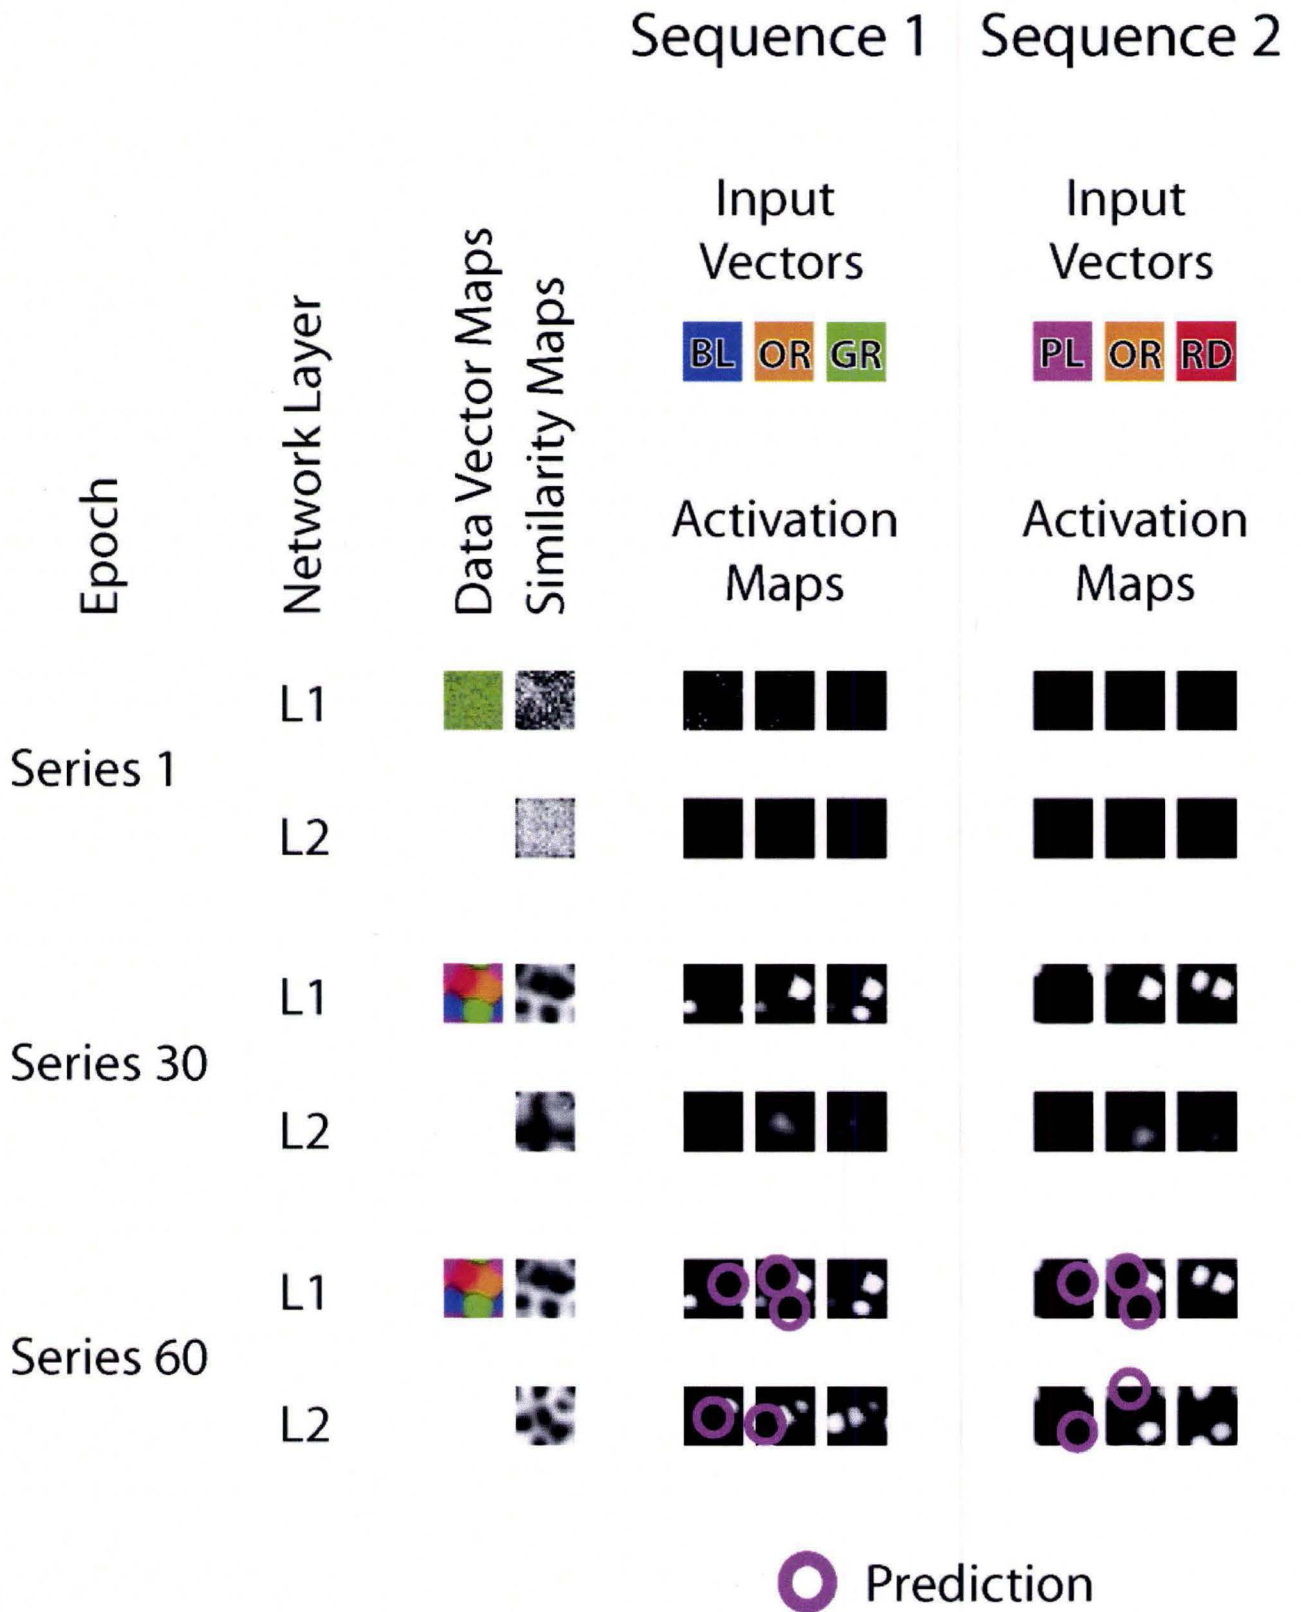 Sequence 1
Sequence 2
Input
Vectors
Input
Vectors
BL OR GR
PL OR RD
Epoch
Network Layer
Data Vector Maps
Similarity Maps
Activation
Maps
Activation
Maps
L1
Series 1
L2
L1
Series 30
L2
L1
Series 60
L2
Prediction